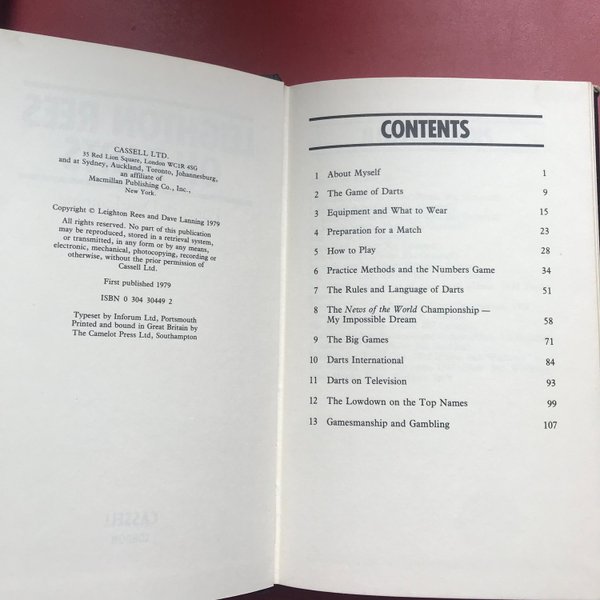 CASSELL LTD.
35 Red Lion Square, London WC1R 4SG
and at Sydney, Auckland, Toronto, Johannesburg,
an affiliate of
Macmillan Publishing Co., Inc.,
New York.
Copyright © Leighton Rees and Dave Lanning 1979
All rights reserved. No part of this publication
may be reproduced, stored in a retrieval system,
or transmitted, in any form or by any means,
electronic, mechanical, photocopying, recording or
otherwise, without the prior permission of
Cassell Ltd.
First published 1979
ISBN 0 304 30449 2
Typeset by Inforum Ltd, Portsmouth
Printed and bound in Great Britain by
The Camelot Press Ltd, Southampton
CONTENTS
1 About Myself 1
2 The Game of Darts 9
3 Equipment and What to Wear 15
4 Preparation for a Match 23
5 How to Play 28
6 Practice Methods and the Numbers Game 34
7 The Rules and Language of Darts 51
8 The News of the World Championship —
My Impossible Dream 58
9 The Big Games 71
10 Darts International 84
11 Darts on Television 93
12 The Lowdown on the Top Names 99
13 Gamesmanship and Gambling 107